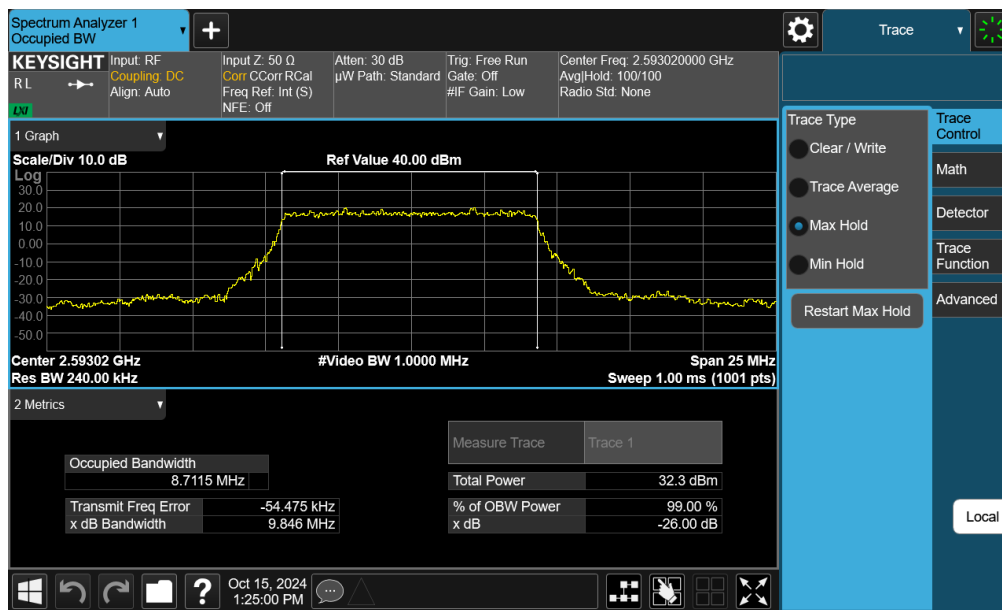 Spectrum Analyzer 1
Occupied BW
+
Trace
KEYSIGHT
R L
LXI
Input: RF
Coupling: DC
Align: Auto
Input Z: 50 Ω
Corr CCorr RCal
Freq Ref: Int (S)
NFE: Off
Atten: 30 dB
µW Path: Standard
Trig: Free Run
Gate: Off
#IF Gain: Low
Center Freq: 2.593020000 GHz
Avg|Hold: 100/100
Radio Std: None
1 Graph
Scale/Div 10.0 dB
Ref Value 40.00 dBm
Log
30.0
20.0
10.0
0.00
-10.0
-20.0
-30.0
-40.0
-50.0
Center 2.59302 GHz
#Video BW 1.0000 MHz
Span 25 MHz
Res BW 240.00 kHz
Sweep 1.00 ms (1001 pts)
2 Metrics
Measure Trace
Trace 1
Occupied Bandwidth
8.7115 MHz
Total Power
32.3 dBm
Transmit Freq Error
-54.475 kHz
% of OBW Power
99.00 %
x dB Bandwidth
9.846 MHz
x dB
-26.00 dB
Trace Type
Clear / Write
Trace Average
Max Hold
Min Hold
Restart Max Hold
Trace
Control
Math
Detector
Trace
Function
Advanced
Local
?
Oct 15, 2024
1:25:00 PM